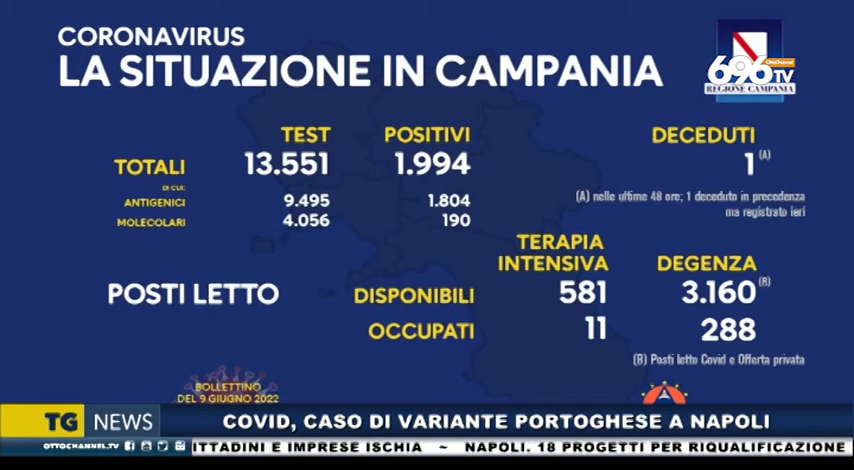 CORONAVIRUS
LA SITUAZIONE IN CAMPANIA
696 TV
OttoChannel
REGIONE CAMPANIA
TEST POSITIVI DECEDUTI
TOTALI 13.551 1.994 1 (A)
DI CUI:
ANTIGENICI 9.495 1.804
MOLECOLARI 4.056 190
(A) nelle ultime 48 ore; 1 deceduto in precedenza
ma registrato ieri
TERAPIA
INTENSIVA DEGENZA
POSTI LETTO DISPONIBILI 581 3.160 (B)
OCCUPATI 11 288
(B) Posti letto Covid e Offerta privata
BOLLETTINO
DEL 9 GIUGNO 2022
TG NEWS COVID, CASO DI VARIANTE PORTOGHESE A NAPOLI
OTTOCHANNEL.TV ITTADINI E IMPRESE ISCHIA ~ NAPOLI. 18 PROGETTI PER RIQUALIFICAZIONE